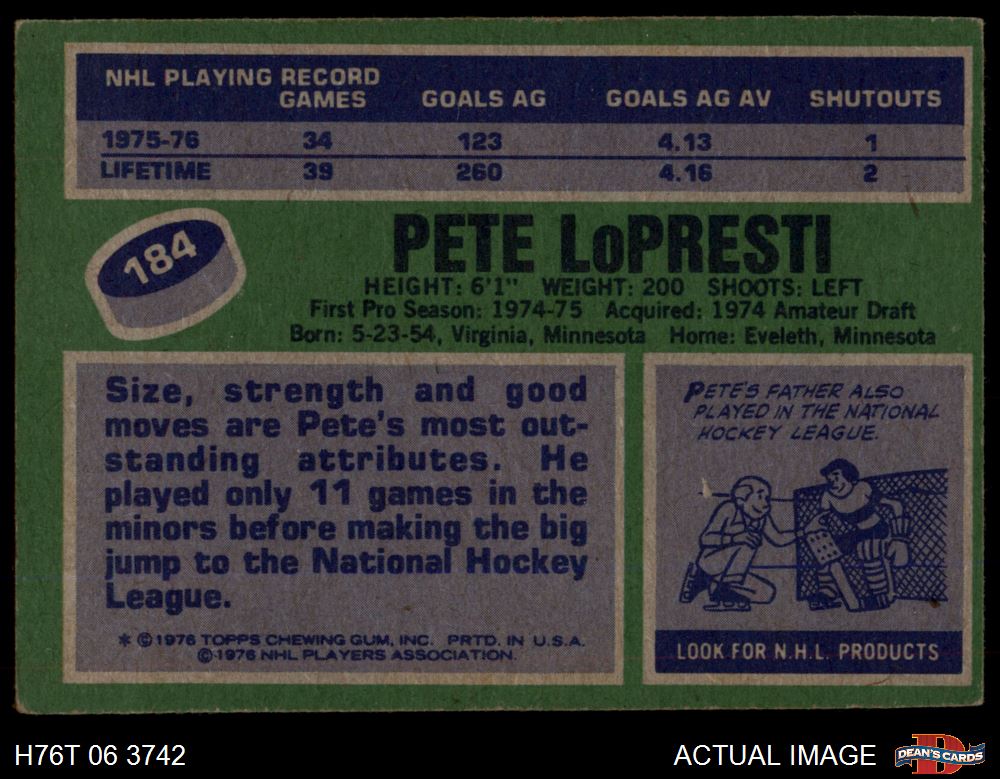 NHL PLAYING RECORD
GAMES GOALS AG GOALS AG AV SHUTOUTS
1975-76 34 123 4.13 1
LIFETIME 39 260 4.16 2
184
PETE LoPRESTI
HEIGHT: 6'1" WEIGHT: 200 SHOOTS: LEFT
First Pro Season: 1974-75 Acquired: 1974 Amateur Draft
Born: 5-23-54, Virginia, Minnesota Home: Eveleth, Minnesota
Size, strength and good
moves are Pete's most out-
standing attributes. He
played only 11 games in the
minors before making the big
jump to the National Hockey
League.
* ©1976 TOPPS CHEWING GUM, INC. PRTD. IN U.S.A.
©1976 NHL PLAYERS ASSOCIATION.
PETE'S FATHER ALSO
PLAYED IN THE NATIONAL
HOCKEY LEAGUE.
LOOK FOR N.H.L. PRODUCTS
H76T 06 3742 ACTUAL IMAGE
DEAN'S CARDS